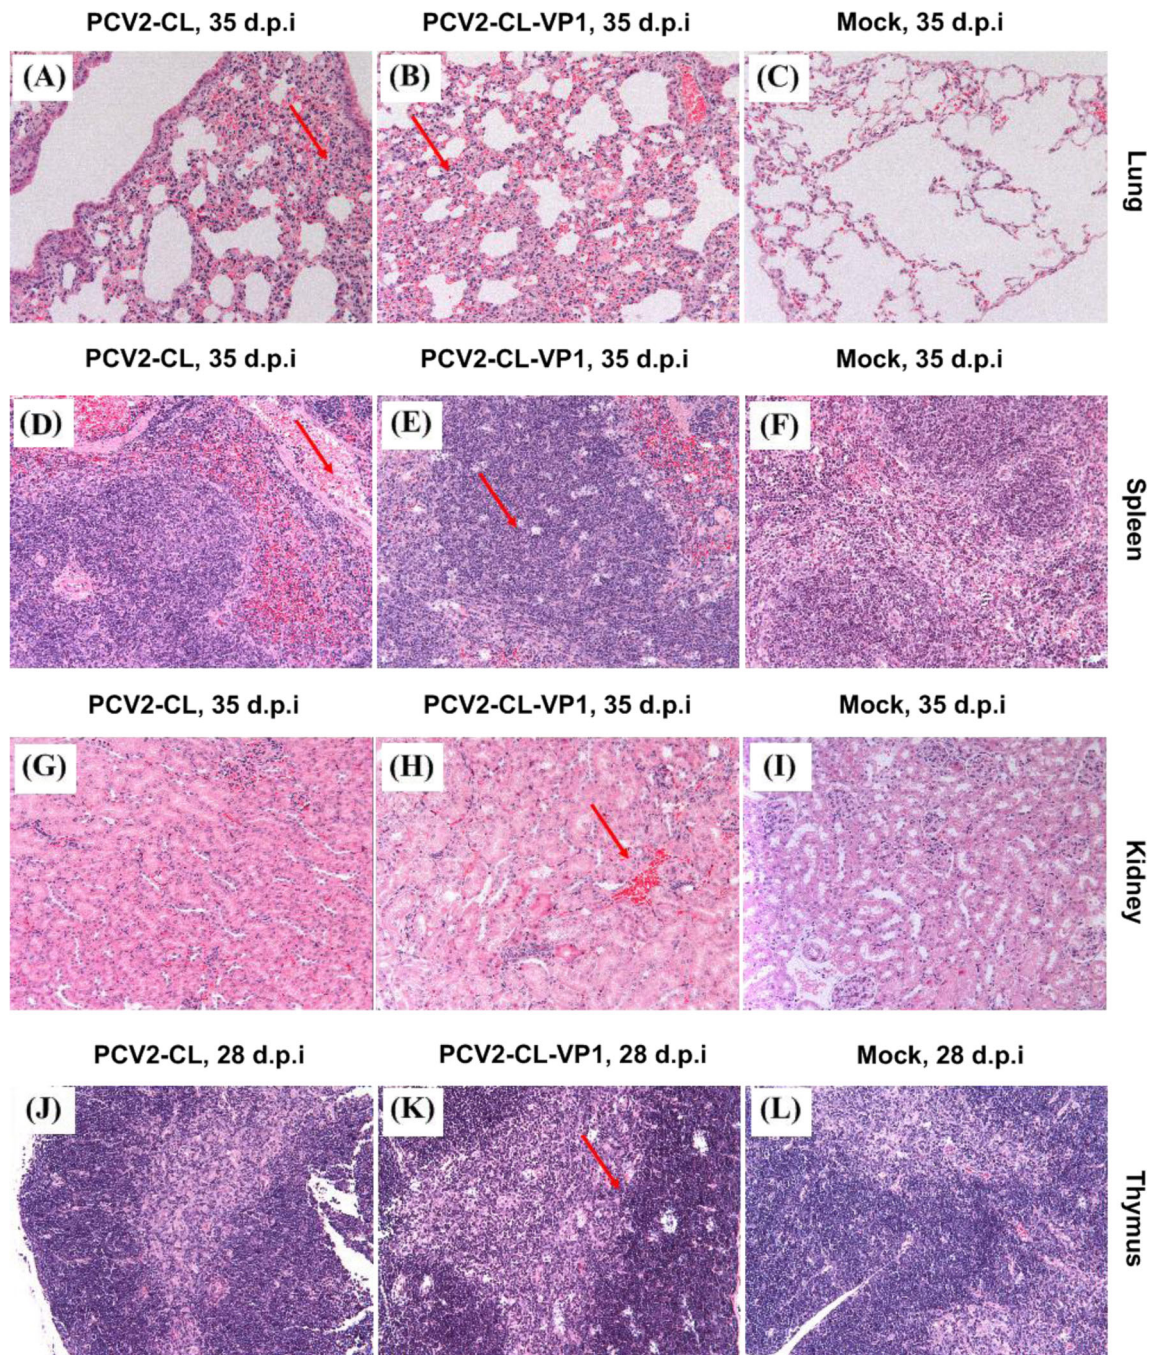 PCV2-CL, 35 d.p.i PCV2-CL-VP1, 35 d.p.i Mock, 35 d.p.i
(A) (B) (C)
Lung
PCV2-CL, 35 d.p.i PCV2-CL-VP1, 35 d.p.i Mock, 35 d.p.i
(D) (E) (F)
Spleen
PCV2-CL, 35 d.p.i PCV2-CL-VP1, 35 d.p.i Mock, 35 d.p.i
(G) (H) (I)
Kidney
PCV2-CL, 28 d.p.i PCV2-CL-VP1, 28 d.p.i Mock, 28 d.p.i
(J) (K) (L)
Thymus